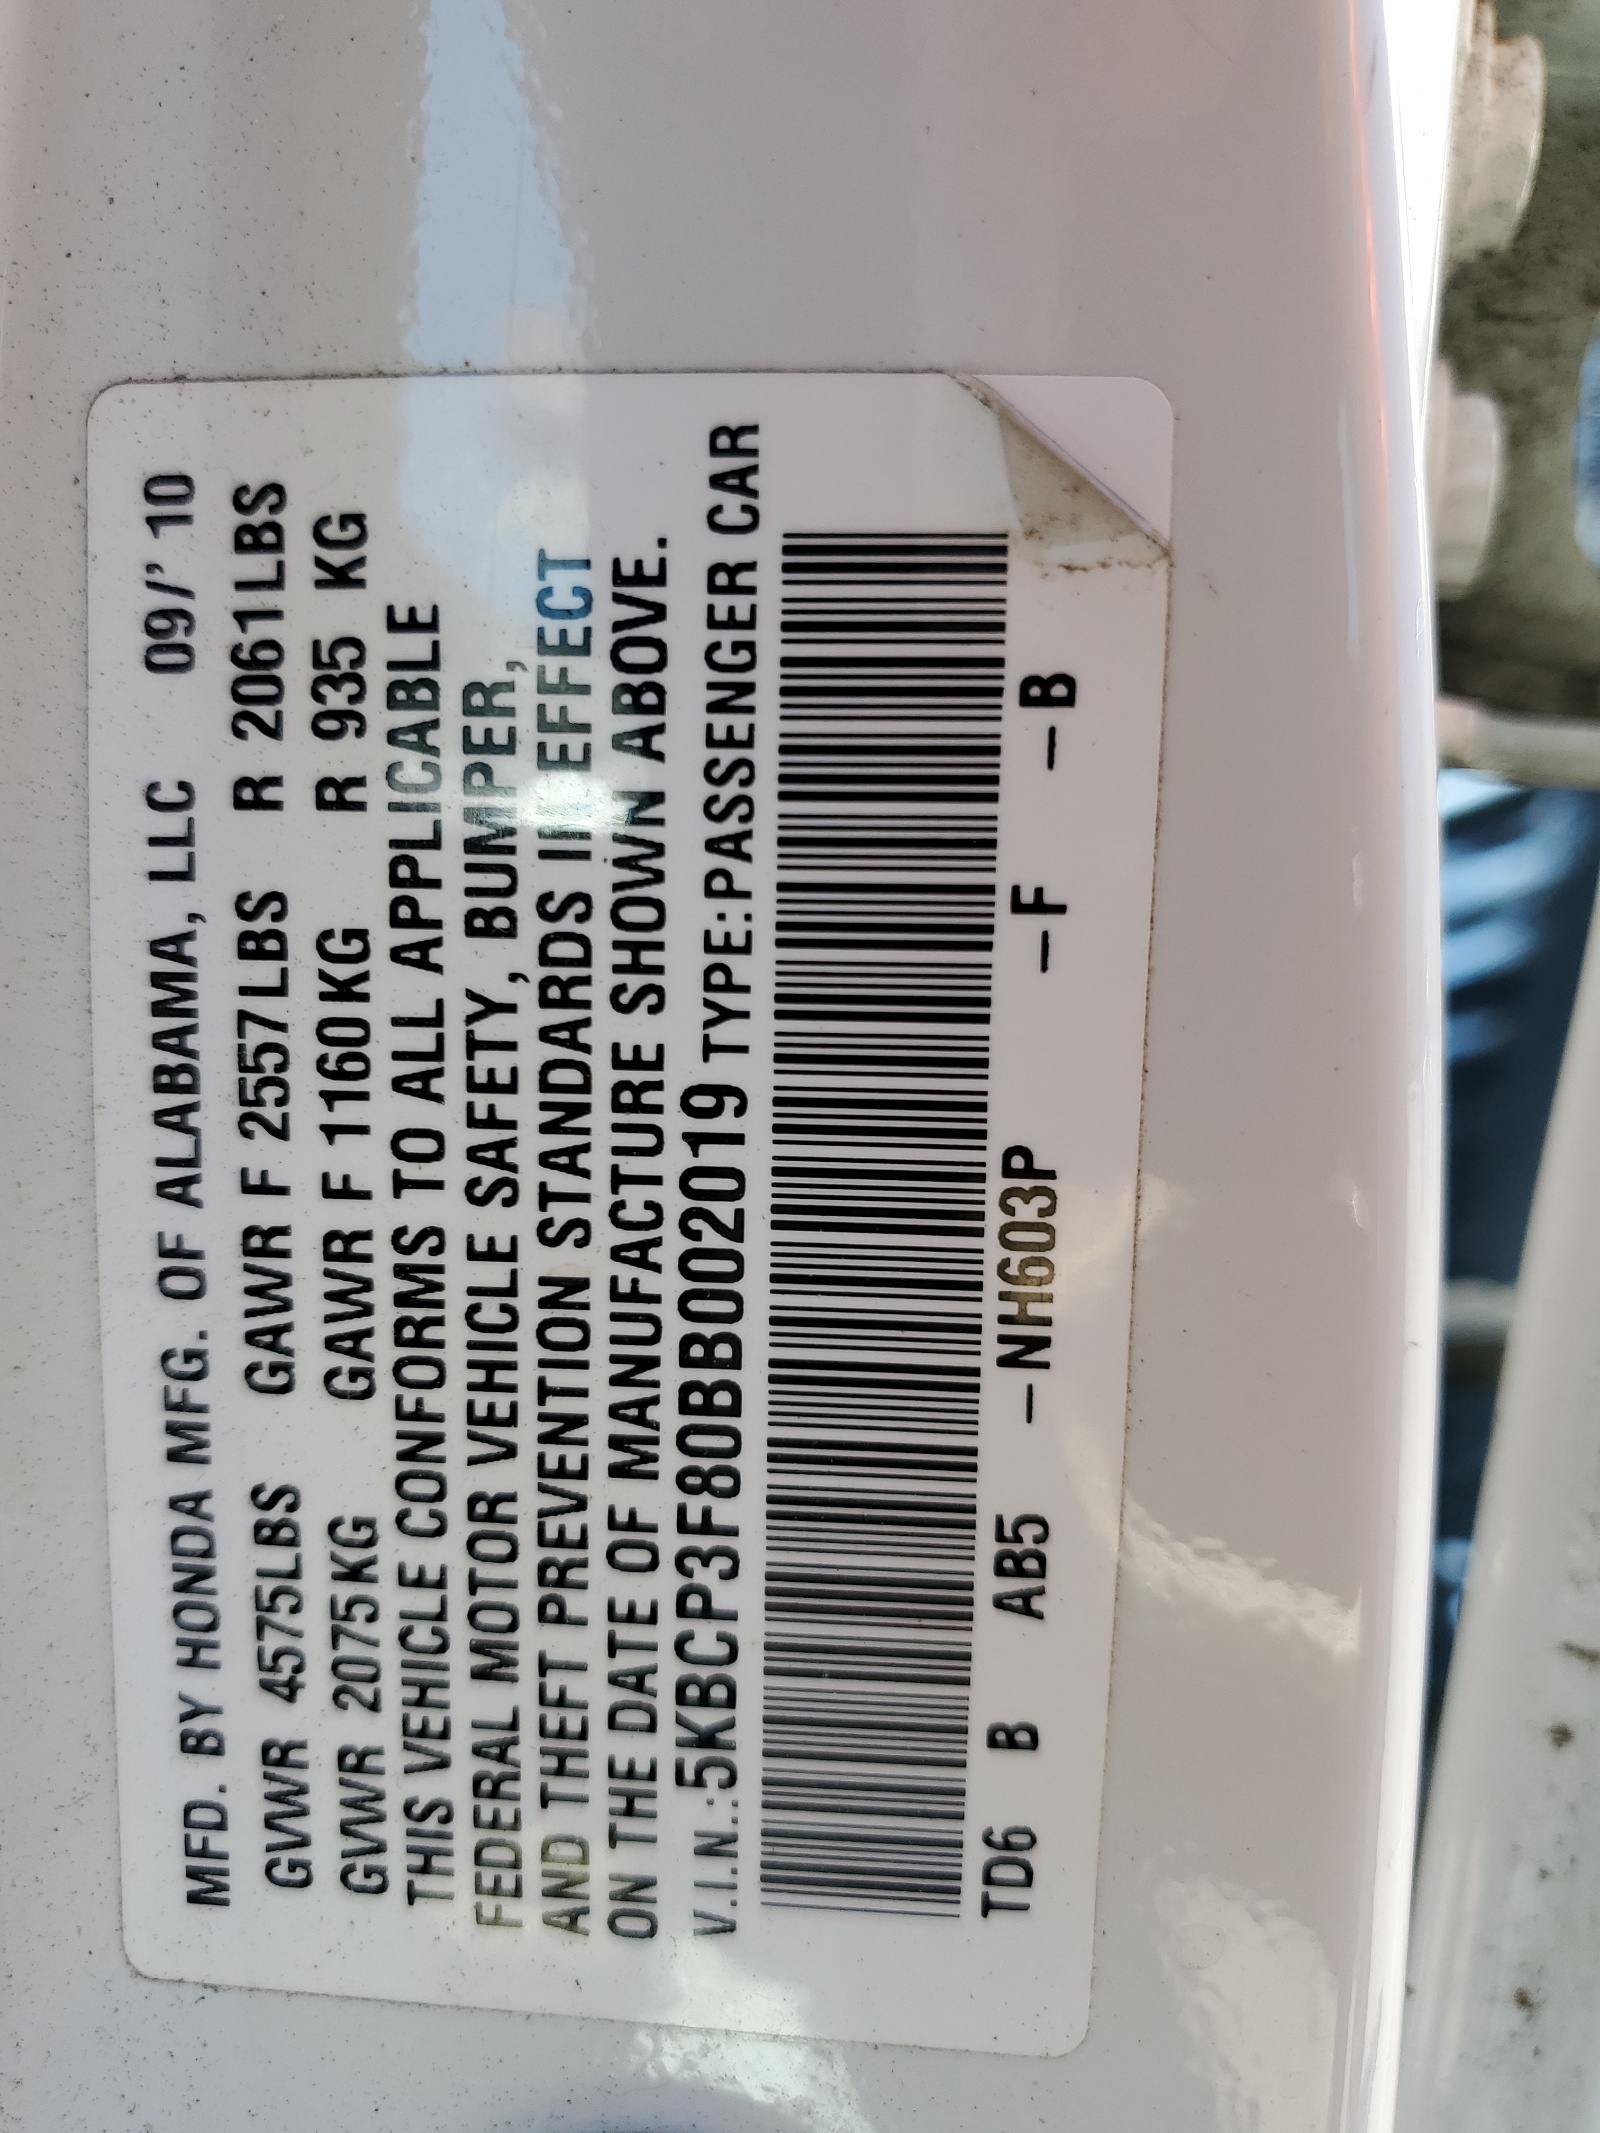 MFD. BY HONDA MFG. OF ALABAMA, LLC 09/' 10
GVWR 4575LBS GAWR F 2557LBS R 2061LBS
GVWR 2075KG GAWR F 1160KG R 935 KG
THIS VEHICLE CONFORMS TO ALL APPLICABLE
FEDERAL MOTOR VEHICLE SAFETY, BUMPER,
AND THEFT PREVENTION STANDARDS IN EFFECT
ON THE DATE OF MANUFACTURE SHOWN ABOVE.
V.I.N.:5KBCP3F80BB002019 TYPE:PASSENGER CAR
TD6 B AB5 –NH603P –F –B